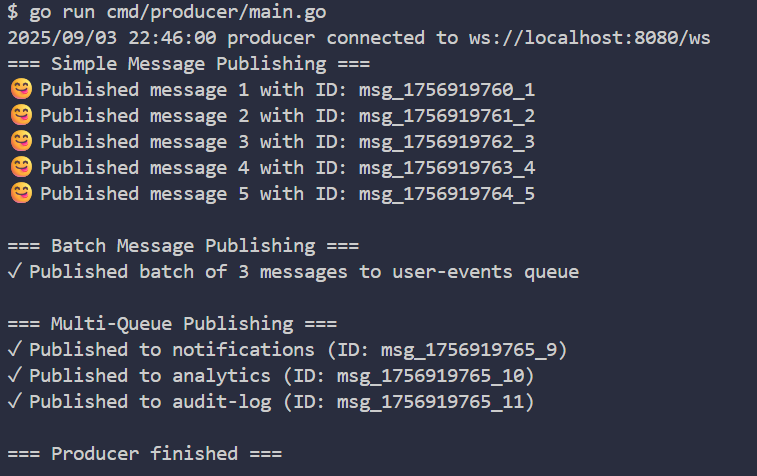 $ go run cmd/producer/main.go
2025/09/03 22:46:00 producer connected to ws://localhost:8080/ws
=== Simple Message Publishing ===
😋 Published message 1 with ID: msg_1756919760_1
😋 Published message 2 with ID: msg_1756919761_2
😋 Published message 3 with ID: msg_1756919762_3
😋 Published message 4 with ID: msg_1756919763_4
😋 Published message 5 with ID: msg_1756919764_5
=== Batch Message Publishing ===
✓ Published batch of 3 messages to user-events queue
=== Multi-Queue Publishing ===
✓ Published to notifications (ID: msg_1756919765_9)
✓ Published to analytics (ID: msg_1756919765_10)
✓ Published to audit-log (ID: msg_1756919765_11)
=== Producer finished ===